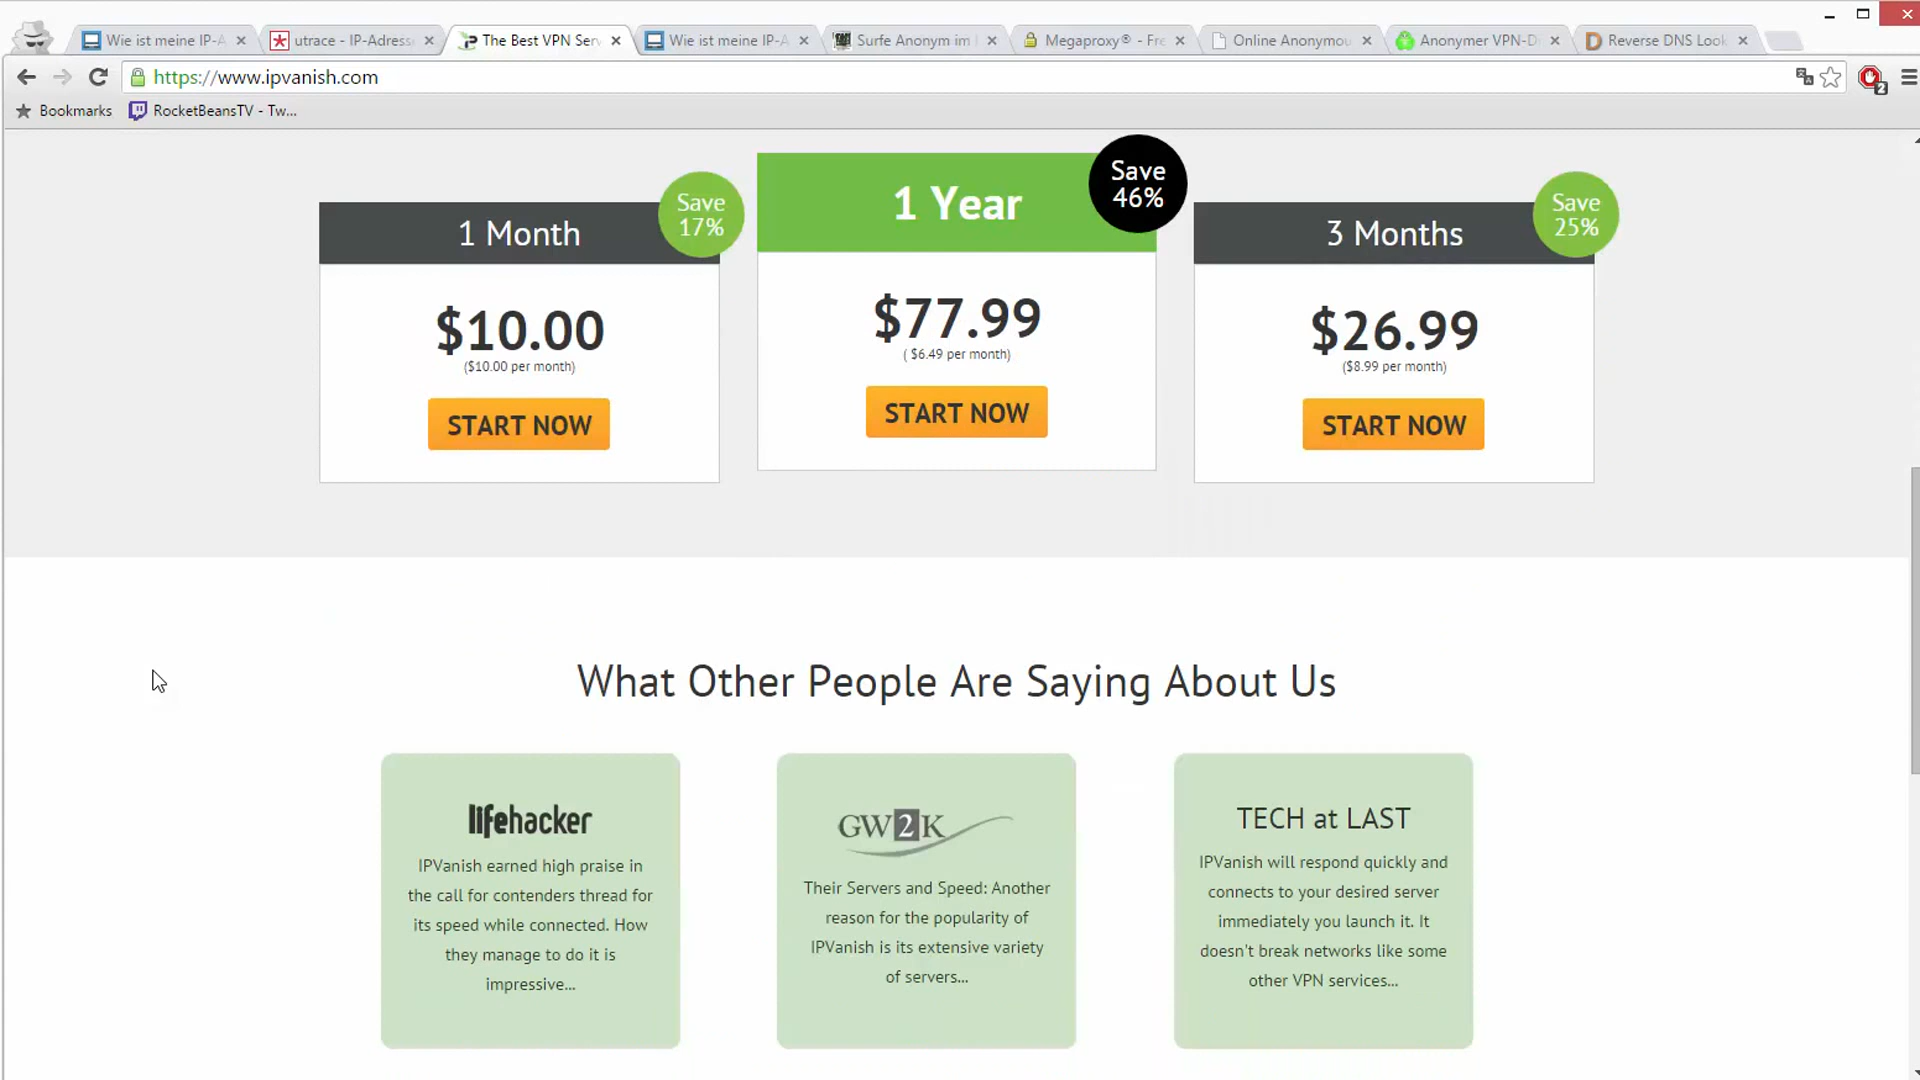 Wie ist meine IP-A
utrace - IP-Adress
The Best VPN Serv
Wie ist meine IP-A
Surfe Anonym im
Megaproxy® - Fre
Online Anonymou
Anonymer VPN-D
Reverse DNS Look
https://www.ipvanish.com
2
Bookmarks
RocketBeansTV - Tw...
1 Month
Save
17%
$10.00
($10.00 per month)
START NOW
1 Year
Save
46%
$77.99
( $6.49 per month)
START NOW
3 Months
Save
25%
$26.99
($8.99 per month)
START NOW
What Other People Are Saying About Us
lifehacker
IPVanish earned high praise in
the call for contenders thread for
its speed while connected. How
they manage to do it is
impressive...
GW2K
Their Servers and Speed: Another
reason for the popularity of
IPVanish is its extensive variety
of servers...
TECH at LAST
IPVanish will respond quickly and
connects to your desired server
immediately you launch it. It
doesn't break networks like some
other VPN services...